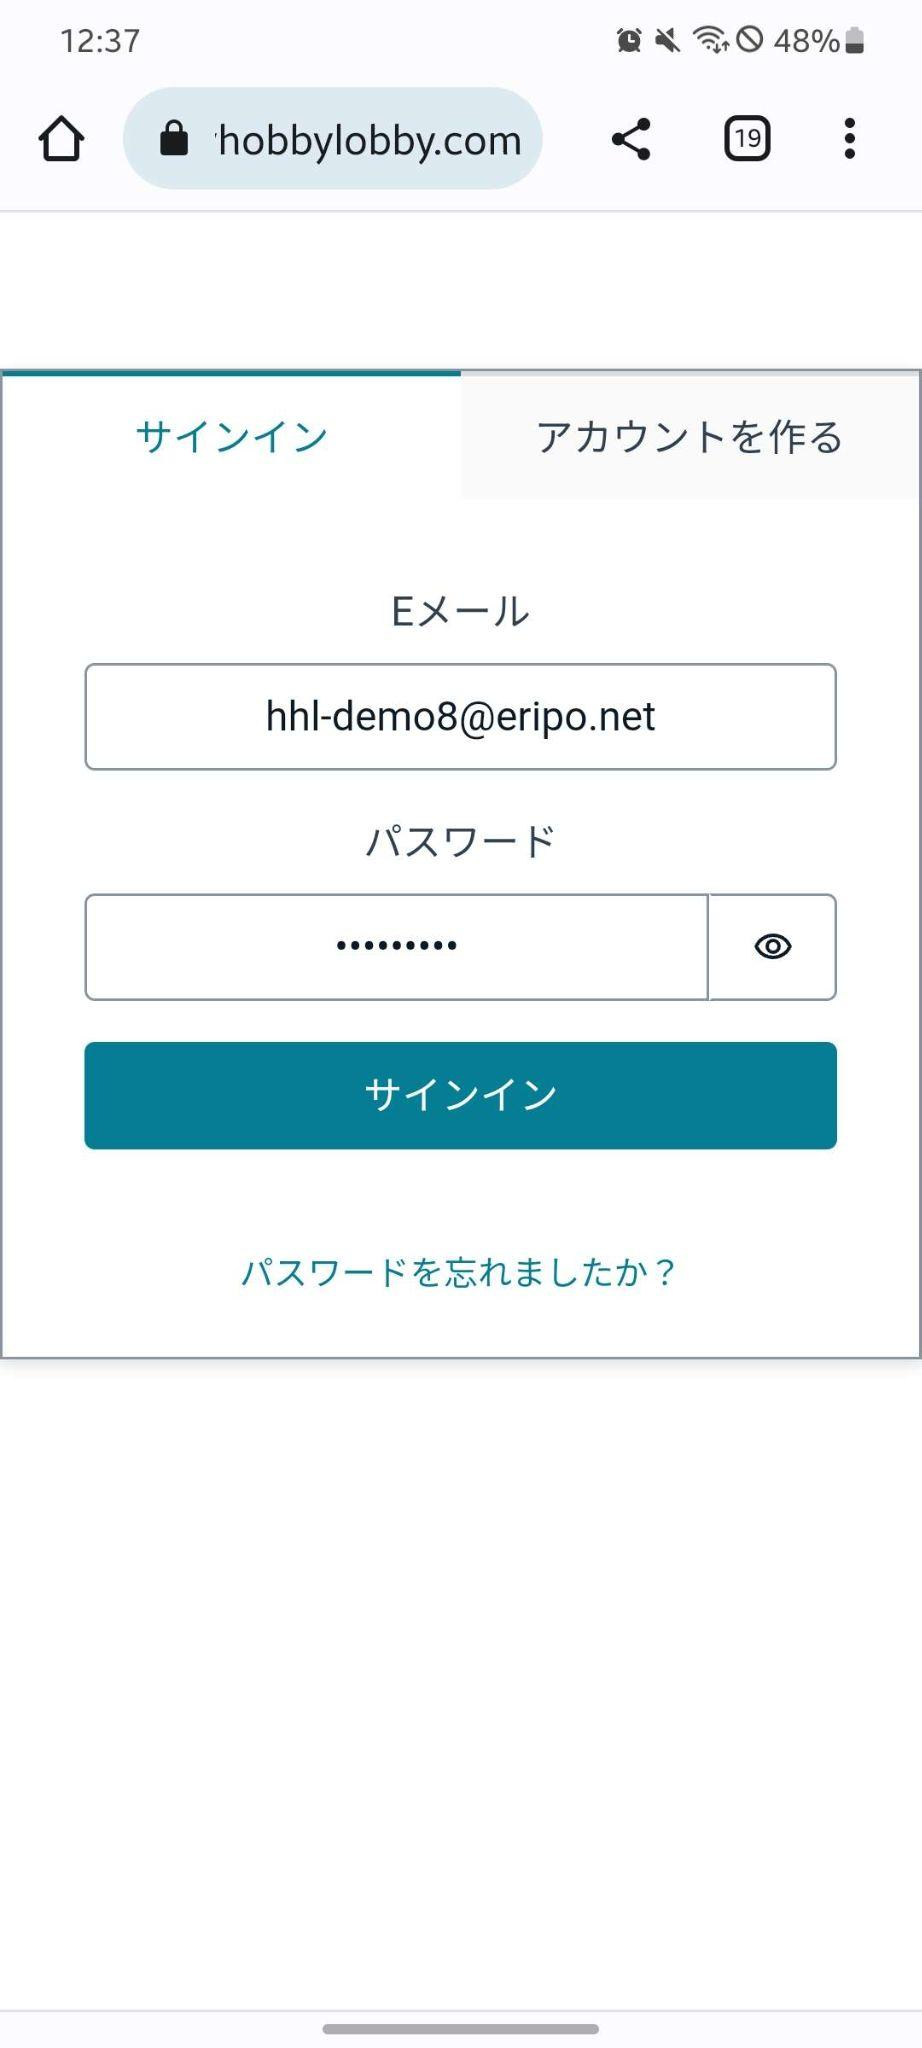 12:37
48%
hobbylobby.com
19
サインイン
アカウントを作る
Eメール
hhl-demo8@eripo.net
パスワード
•••••••••
サインイン
パスワードを忘れましたか？